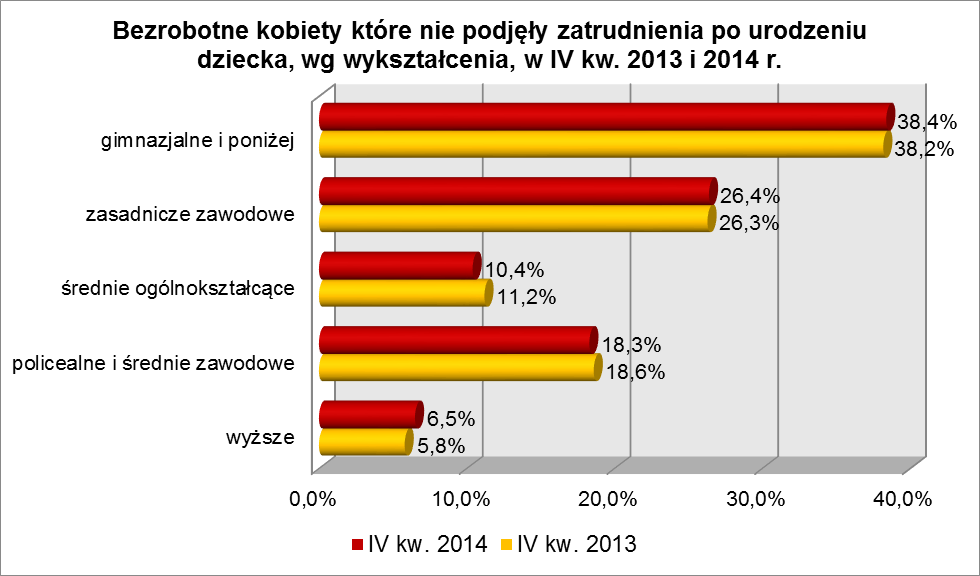 Bezrobotne kobiety które nie podjęły zatrudnienia po urodzeniu
dziecka, wg wykształcenia, w IV kw. 2013 i 2014 r.
gimnazjalne i poniżej
38,4%
38,2%
zasadnicze zawodowe
26,4%
26,3%
średnie ogólnokształcące
10,4%
11,2%
policealne i średnie zawodowe
18,3%
18,6%
wyższe
6,5%
5,8%
0,0% 10,0% 20,0% 30,0% 40,0%
IV kw. 2014 IV kw. 2013